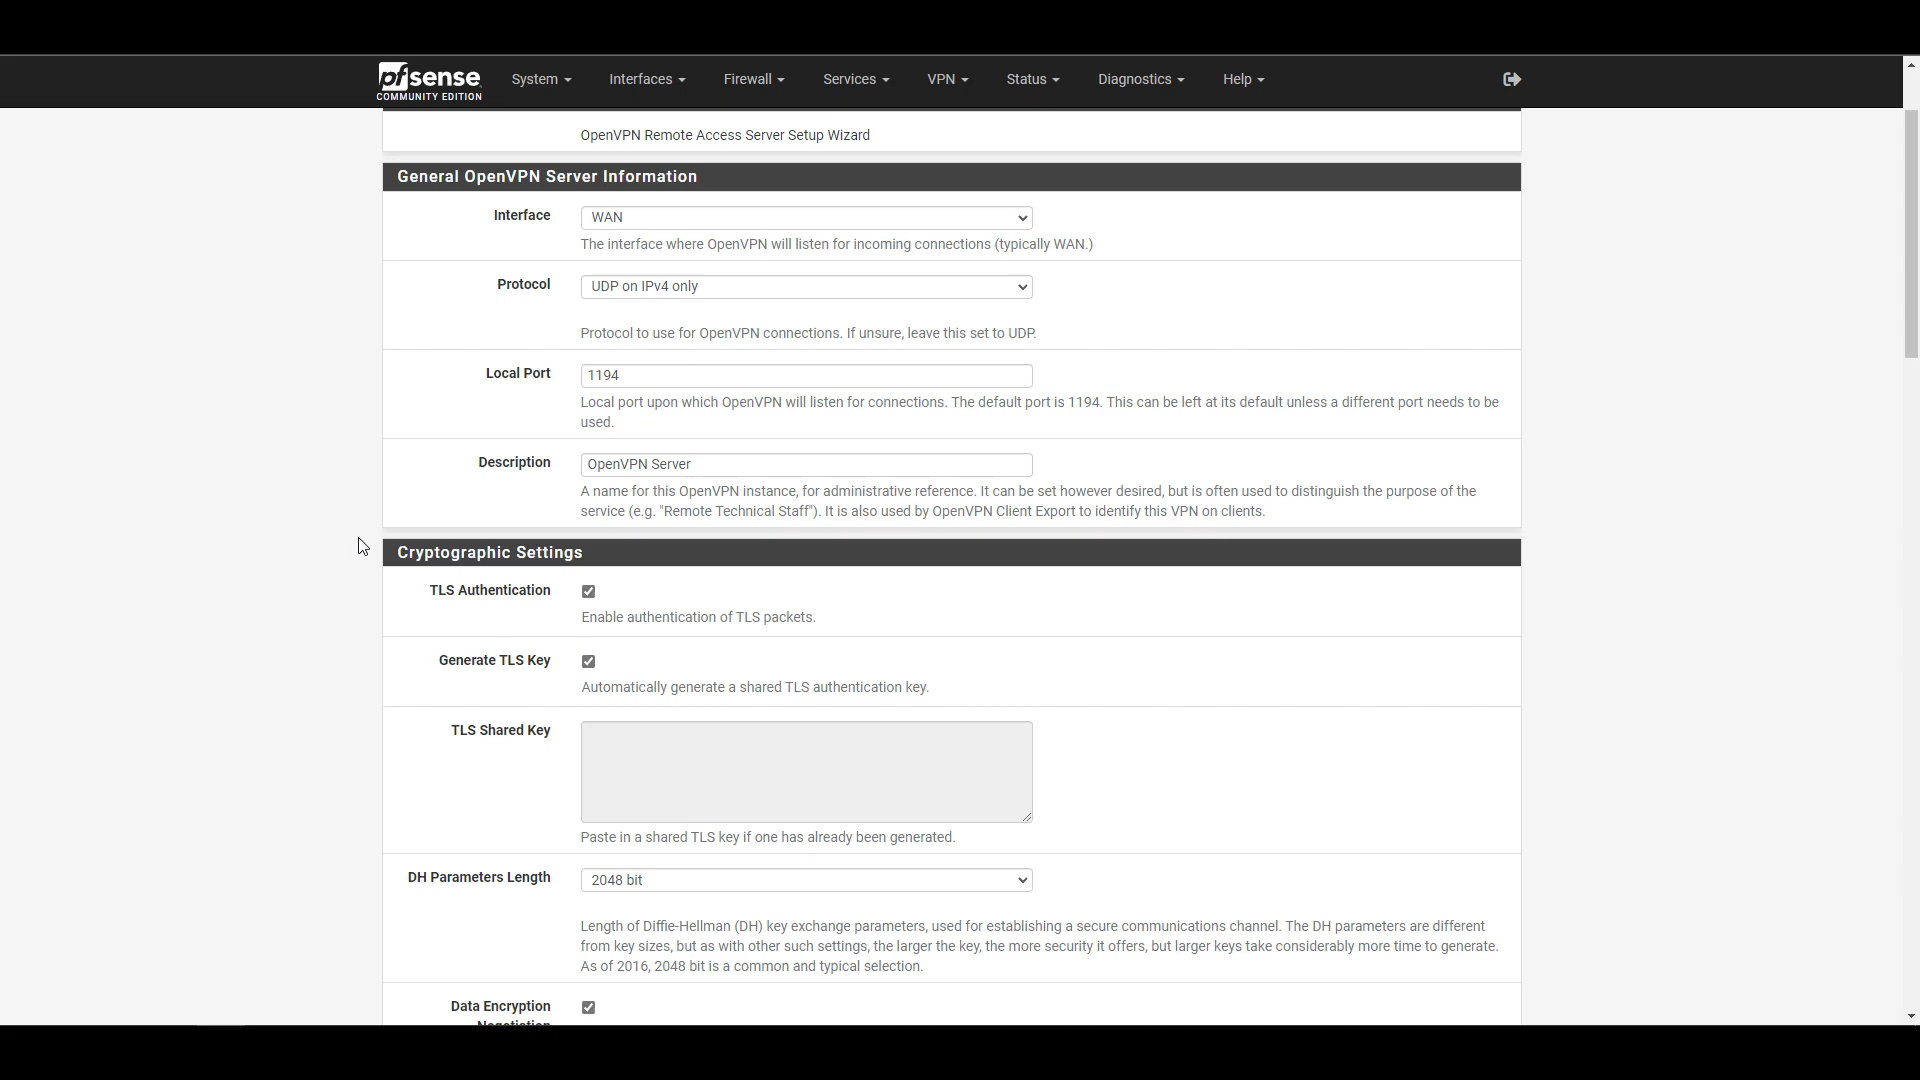 pfsense
COMMUNITY EDITION
System
Interfaces
Firewall
Services
VPN
Status
Diagnostics
Help
OpenVPN Remote Access Server Setup Wizard
General OpenVPN Server Information
Interface
WAN
The interface where OpenVPN will listen for incoming connections (typically WAN.)
Protocol
UDP on IPv4 only
Protocol to use for OpenVPN connections. If unsure, leave this set to UDP.
Local Port
1194
Local port upon which OpenVPN will listen for connections. The default port is 1194. This can be left at its default unless a different port needs to be
used.
Description
OpenVPN Server
A name for this OpenVPN instance, for administrative reference. It can be set however desired, but is often used to distinguish the purpose of the
service (e.g. "Remote Technical Staff"). It is also used by OpenVPN Client Export to identify this VPN on clients.
Cryptographic Settings
TLS Authentication
Enable authentication of TLS packets.
Generate TLS Key
Automatically generate a shared TLS authentication key.
TLS Shared Key
Paste in a shared TLS key if one has already been generated.
DH Parameters Length
2048 bit
Length of Diffie-Hellman (DH) key exchange parameters, used for establishing a secure communications channel. The DH parameters are different
from key sizes, but as with other such settings, the larger the key, the more security it offers, but larger keys take considerably more time to generate.
As of 2016, 2048 bit is a common and typical selection.
Data Encryption
Negotiation